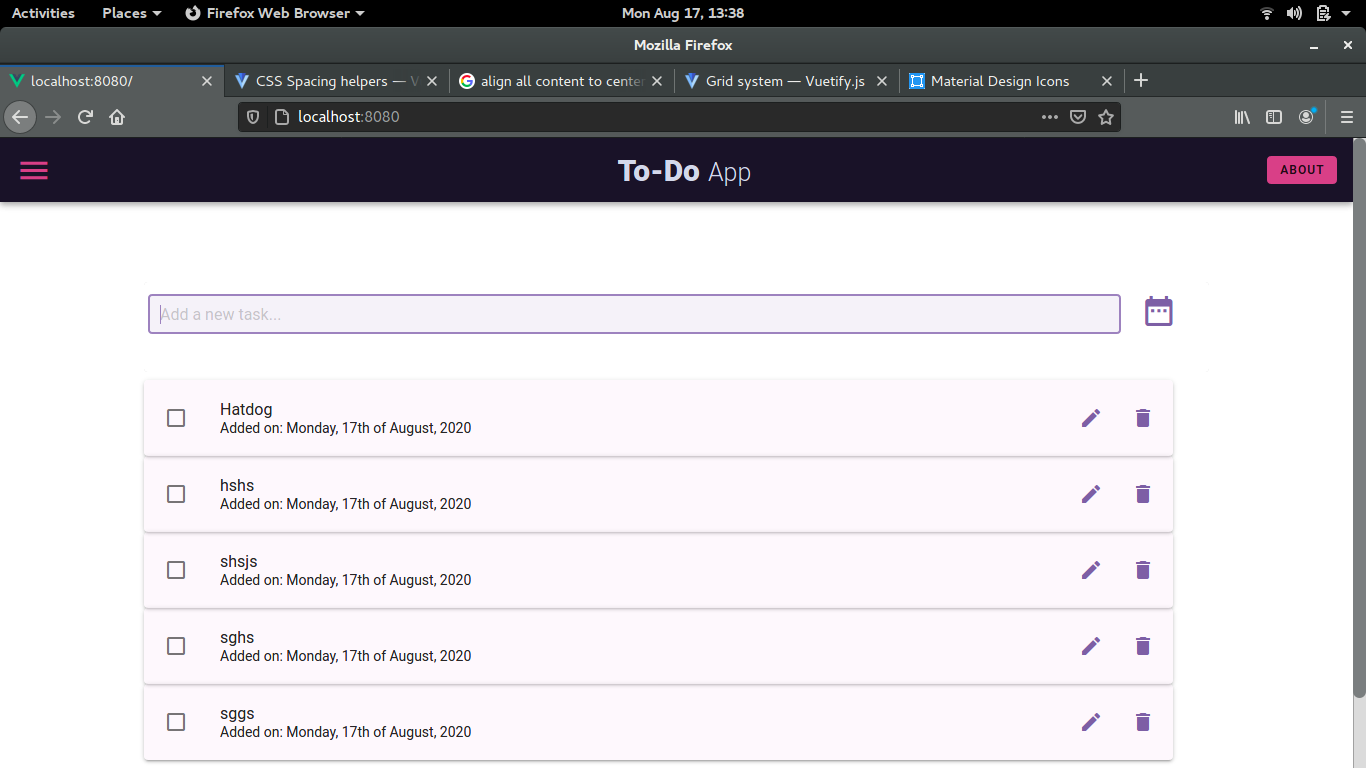 Activities Places Firefox Web Browser Mon Aug 17, 13:38
Mozilla Firefox
localhost:8080/ CSS Spacing helpers — V align all content to center Grid system — Vuetify.js Material Design Icons
localhost:8080
To-Do App ABOUT
Add a new task...
Hatdog
Added on: Monday, 17th of August, 2020
hshs
Added on: Monday, 17th of August, 2020
shsjs
Added on: Monday, 17th of August, 2020
sghs
Added on: Monday, 17th of August, 2020
sggs
Added on: Monday, 17th of August, 2020